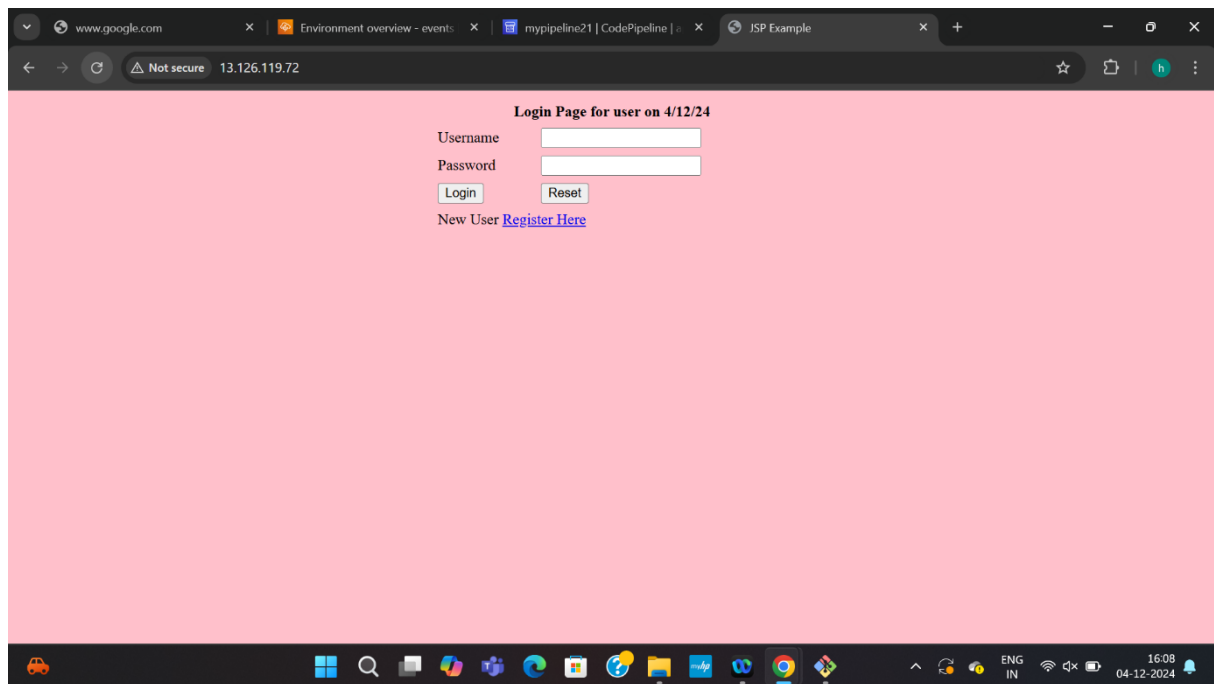 www.google.com
Environment overview - events
mypipeline21 | CodePipeline | a
JSP Example
Not secure 13.126.119.72
h
Login Page for user on 4/12/24
Username
Password
Login Reset
New User Register Here
myhp
ENG
IN
16:08
04-12-2024